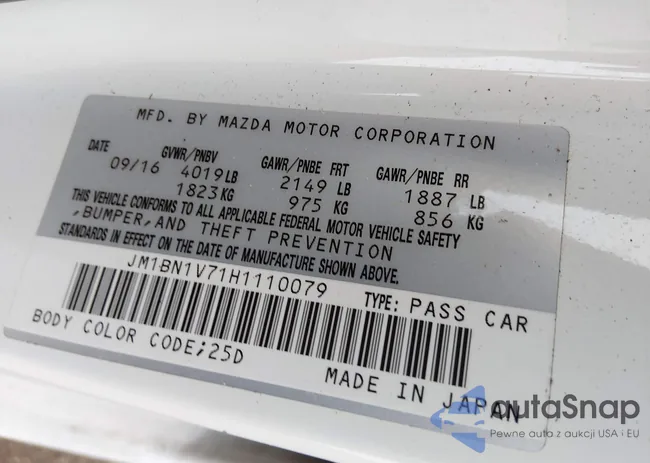 MFD. BY MAZDA MOTOR CORPORATION
DATE GVWR/PNBV GAWR/PNBE FRT GAWR/PNBE RR
09/16 4019LB 2149 LB 1887 LB
1823KG 975 KG 856 KG
THIS VEHICLE CONFORMS TO ALL APPLICABLE FEDERAL MOTOR VEHICLE SAFETY
,BUMPER,AND THEFT PREVENTION
STANDARDS IN EFFECT ON THE DATE OF MANUFACTURE SHOWN ABOVE.
JM1BN1V71H1110079
TYPE: PASS CAR
BODY COLOR CODE;25D
MADE IN JAPAN
autaSnap
Pewne auta z aukcji USA i EU